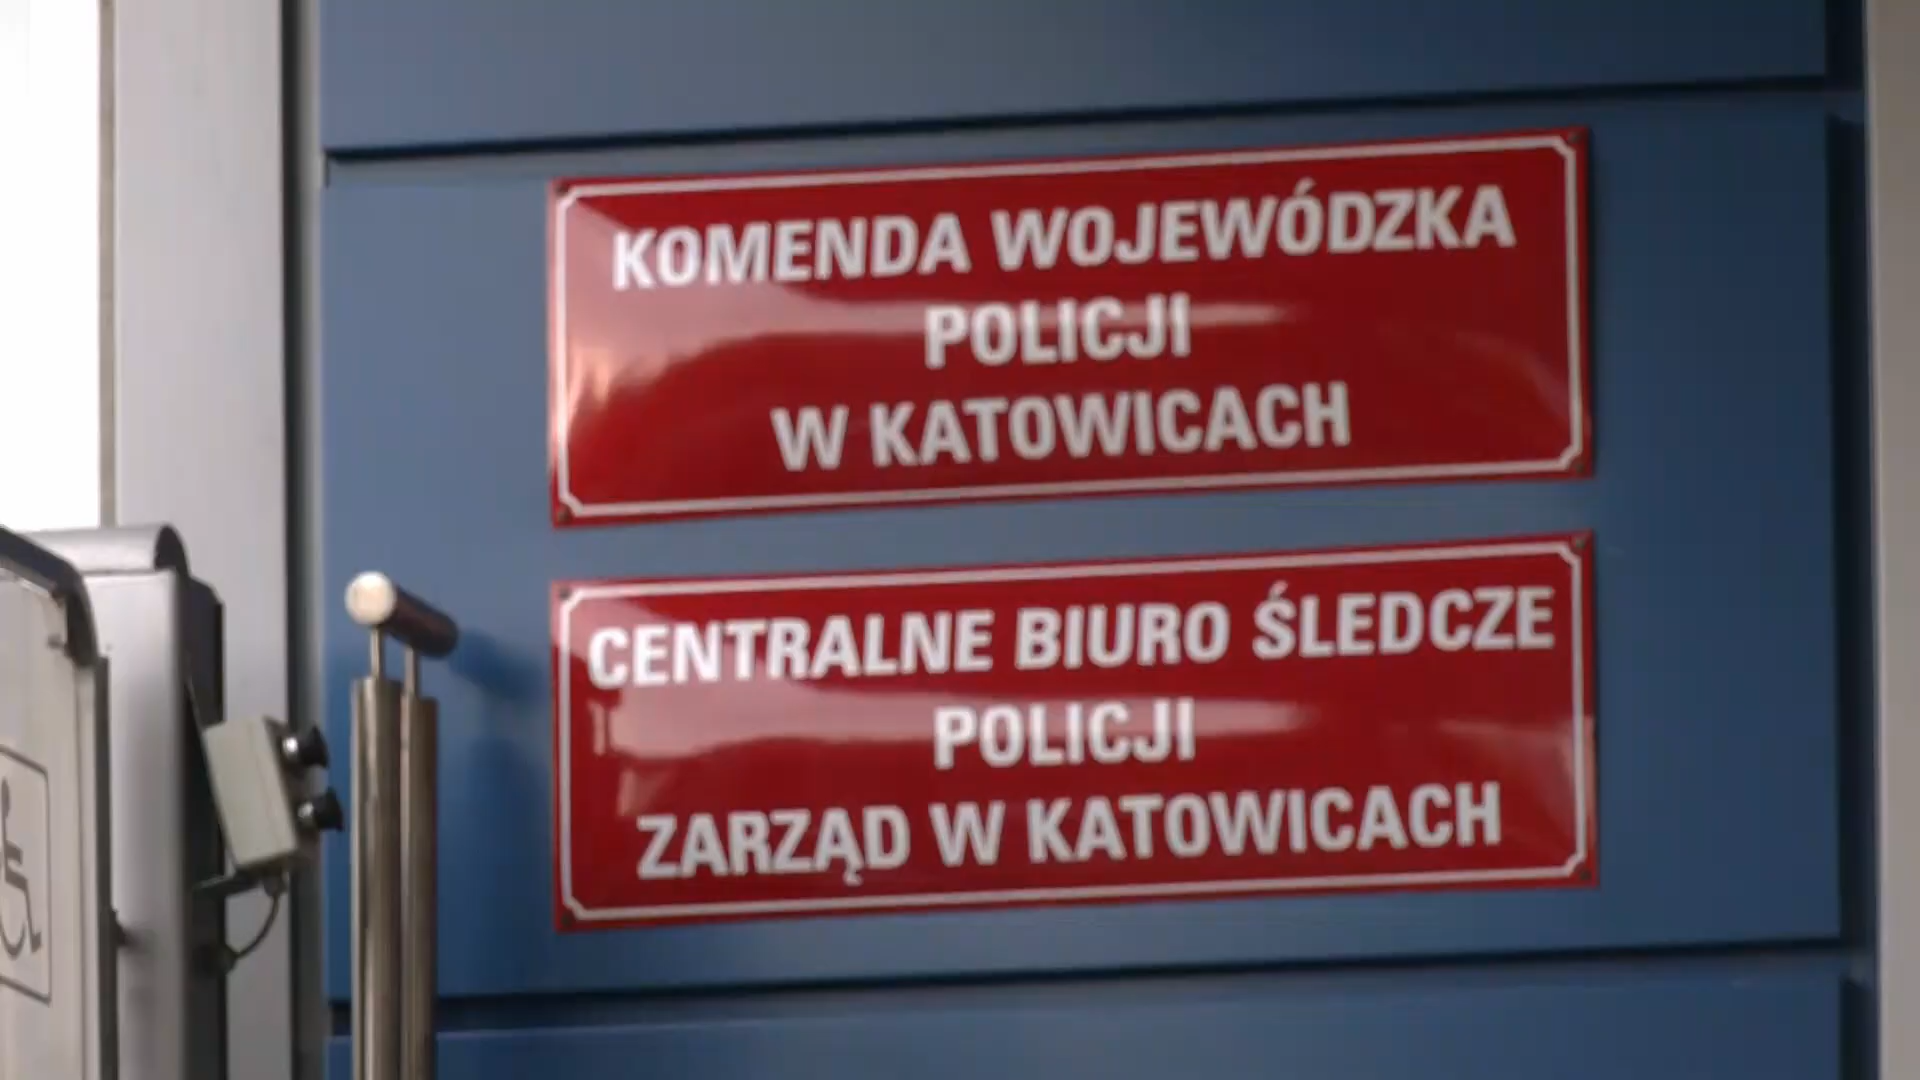 KOMENDA WOJEWÓDZKA
POLICJI
W KATOWICACH
CENTRALNE BIURO ŚLEDCZE
POLICJI
ZARZĄD W KATOWICACH